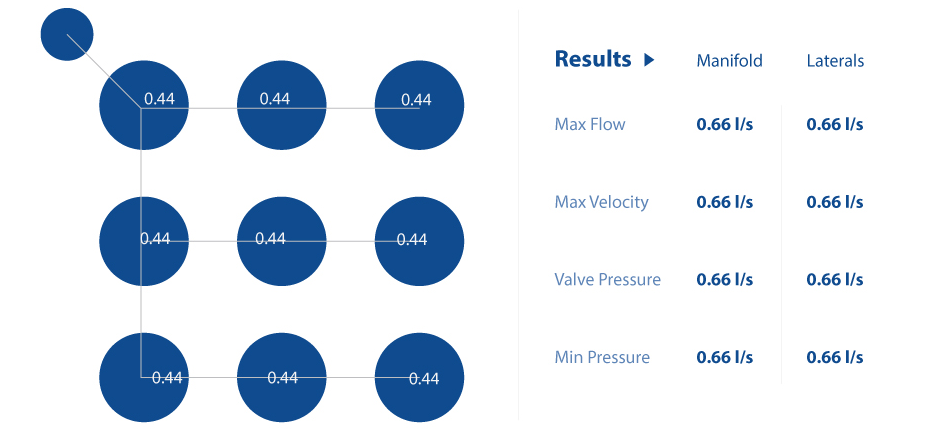 0.44 0.44 0.44
0.44 0.44 0.44
0.44 0.44 0.44
Results Manifold Laterals
Max Flow 0.66 l/s 0.66 l/s
Max Velocity 0.66 l/s 0.66 l/s
Valve Pressure 0.66 l/s 0.66 l/s
Min Pressure 0.66 l/s 0.66 l/s